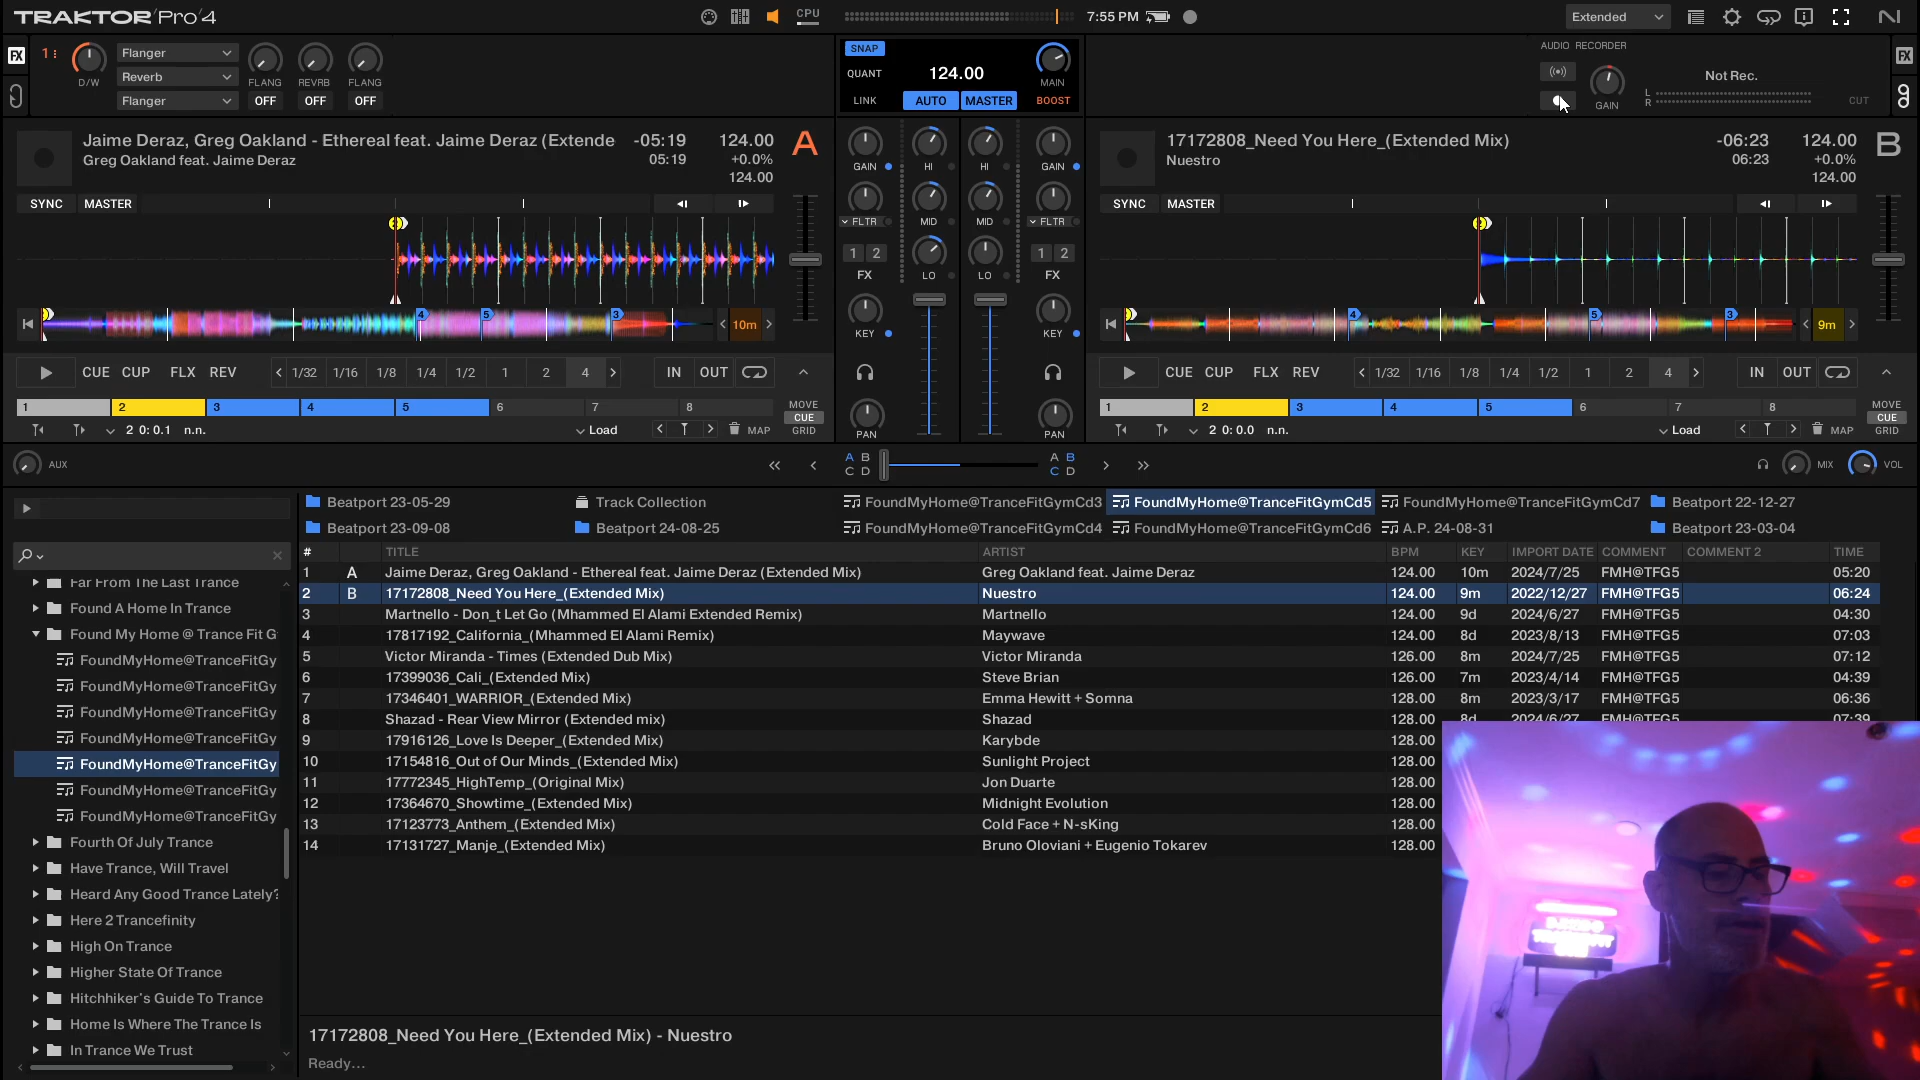 TRAKTOR Pro 4
CPU
7:55 PM
Extended
FX
1
D/W
Flanger
Reverb
Flanger
FLANG REVRB FLANG
OFF OFF OFF
SNAP
QUANT 124.00 MAIN
LINK AUTO MASTER BOOST
AUDIO RECORDER
GAIN
L
R
Not Rec.
CUT
FX
Jaime Deraz, Greg Oakland - Ethereal feat. Jaime Deraz (Extende -05:19 124.00 A
Greg Oakland feat. Jaime Deraz 05:19 +0.0%
124.00
SYNC MASTER
4 5 3
10m
CUE CUP FLX REV 1/32 1/16 1/8 1/4 1/2 1 2 4 IN OUT
1 2 3 4 5 6 7 8
MOVE
CUE
GRID
2 0: 0.1 n.n. Load MAP
GAIN HI HI GAIN
FLTR MID MID FLTR
1 2 1 2
FX LO LO FX
KEY KEY
PAN PAN
17172808_Need You Here_(Extended Mix) -06:23 124.00 B
Nuestro 06:23 +0.0%
124.00
SYNC MASTER
4 5 3
9m
CUE CUP FLX REV 1/32 1/16 1/8 1/4 1/2 1 2 4 IN OUT
1 2 3 4 5 6 7 8
MOVE
CUE
GRID
2 0: 0.0 n.n. Load MAP
AUX
A B
C D
A B
C D
MIX VOL
Beatport 23-05-29 Track Collection FoundMyHome@TranceFitGymCd3 FoundMyHome@TranceFitGymCd5 FoundMyHome@TranceFitGymCd7 Beatport 22-12-27
Beatport 23-09-08 Beatport 24-08-25 FoundMyHome@TranceFitGymCd4 FoundMyHome@TranceFitGymCd6 A.P. 24-08-31 Beatport 23-03-04
# TITLE ARTIST BPM KEY IMPORT DATE COMMENT COMMENT 2 TIME
1 A Jaime Deraz, Greg Oakland - Ethereal feat. Jaime Deraz (Extended Mix) Greg Oakland feat. Jaime Deraz 124.00 10m 2024/7/25 FMH@TFG5 05:20
2 B 17172808_Need You Here_(Extended Mix) Nuestro 124.00 9m 2022/12/27 FMH@TFG5 06:24
3 Martnello - Don_t Let Go (Mhammed El Alami Extended Remix) Martnello 124.00 9d 2024/6/27 FMH@TFG5 04:30
4 17817192_California_(Mhammed El Alami Remix) Maywave 124.00 8d 2023/8/13 FMH@TFG5 07:03
5 Victor Miranda - Times (Extended Dub Mix) Victor Miranda 126.00 8m 2024/7/25 FMH@TFG5 07:12
6 17399036_Cali_(Extended Mix) Steve Brian 126.00 7m 2023/4/14 FMH@TFG5 04:39
7 17346401_WARRIOR_(Extended Mix) Emma Hewitt + Somna 128.00 8m 2023/3/17 FMH@TFG5 06:36
8 Shazad - Rear View Mirror (Extended mix) Shazad 128.00 8d 2024/6/27 FMH@TFG5 07:39
9 17916126_Love Is Deeper_(Extended Mix) Karybde 128.00
10 17154816_Out of Our Minds_(Extended Mix) Sunlight Project 128.00
11 17772345_HighTemp_(Original Mix) Jon Duarte 128.00
12 17364670_Showtime_(Extended Mix) Midnight Evolution 128.00
13 17123773_Anthem_(Extended Mix) Cold Face + N-sKing 128.00
14 17131727_Manje_(Extended Mix) Bruno Oloviani + Eugenio Tokarev 128.00
Far From The Last Trance
Found A Home In Trance
Found My Home @ Trance Fit G
FoundMyHome@TranceFitGy
FoundMyHome@TranceFitGy
FoundMyHome@TranceFitGy
FoundMyHome@TranceFitGy
FoundMyHome@TranceFitGy
FoundMyHome@TranceFitGy
FoundMyHome@TranceFitGy
Fourth Of July Trance
Have Trance, Will Travel
Heard Any Good Trance Lately?
Here 2 Trancefinity
High On Trance
Higher State Of Trance
Hitchhiker's Guide To Trance
Home Is Where The Trance Is
In Trance We Trust
17172808_Need You Here_(Extended Mix) - Nuestro
Ready...